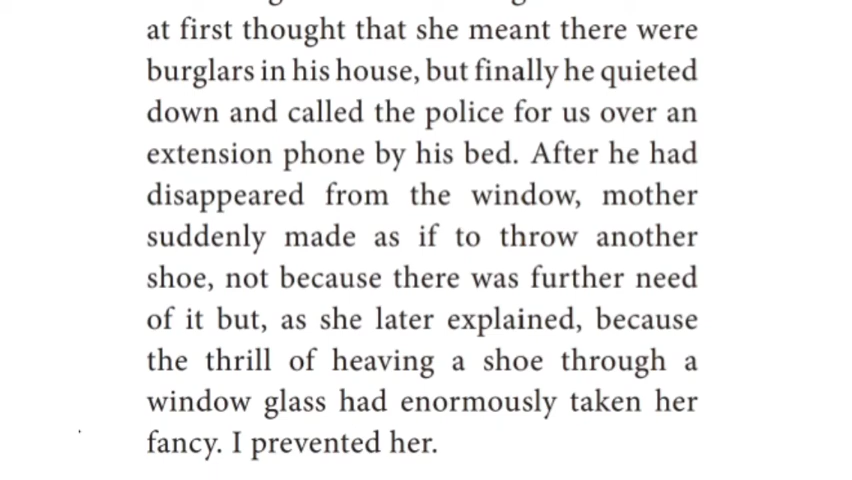 at first thought that she meant there were
burglars in his house, but finally he quieted
down and called the police for us over an
extension phone by his bed. After he had
disappeared from the window, mother
suddenly made as if to throw another
shoe, not because there was further need
of it but, as she later explained, because
the thrill of heaving a shoe through a
window glass had enormously taken her
fancy. I prevented her.